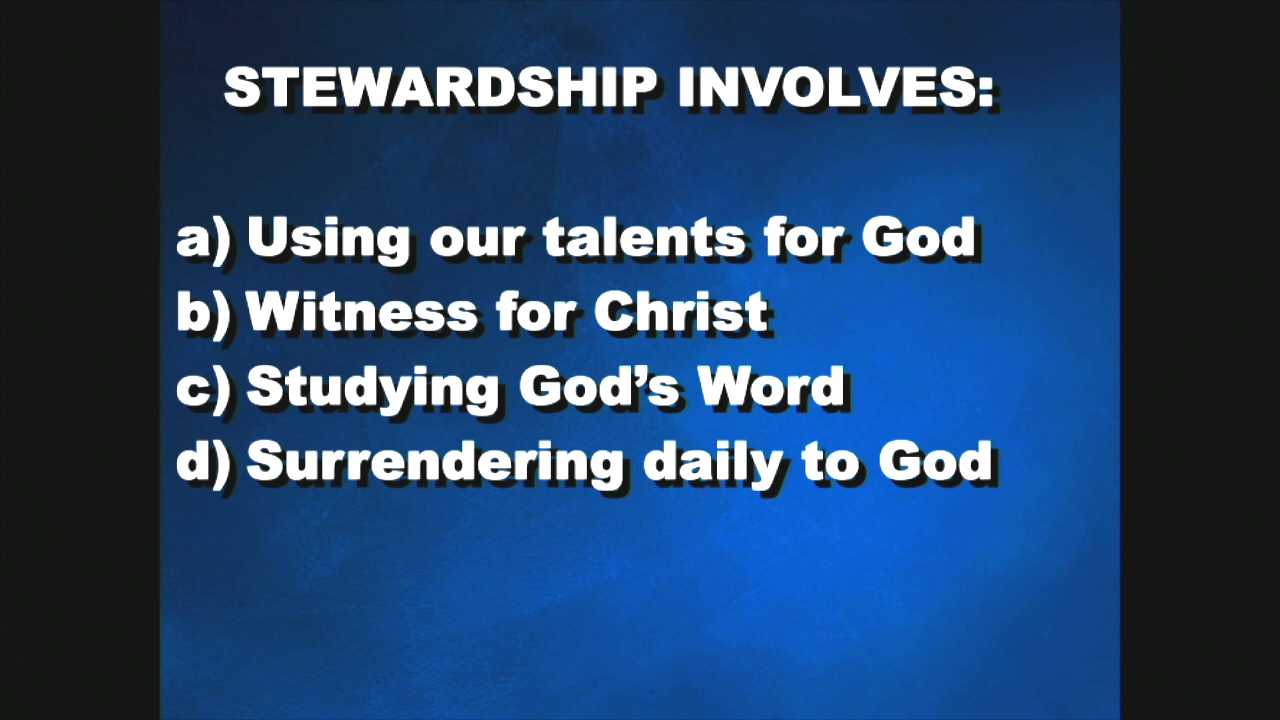 STEWARDSHIP INVOLVES:
a) Using our talents for God
b) Witness for Christ
c) Studying God’s Word
d) Surrendering daily to God